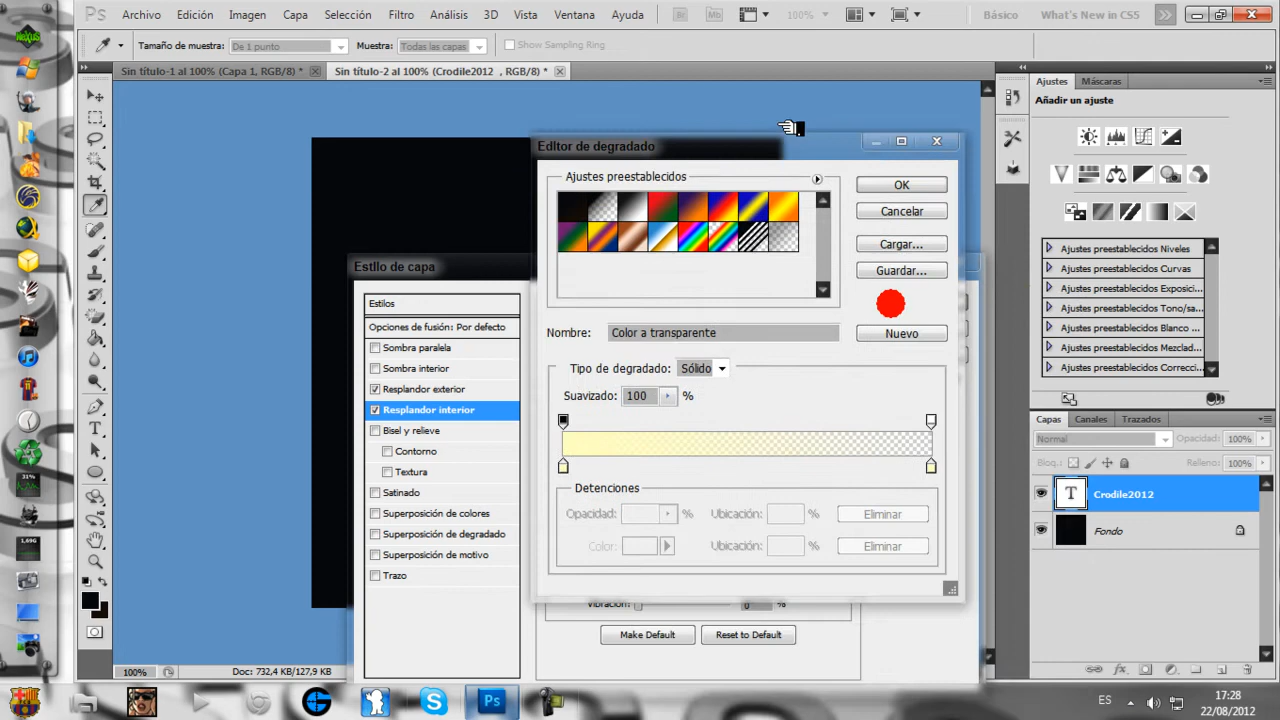 Ps Archivo Edición Imagen Capa Selección Filtro Análisis 3D Vista Ventana Ayuda Br Mb 100% Básico What's New in CS5
Tamaño de muestra: De 1 punto Muestra: Todas las capas Show Sampling Ring
Sin título-1 al 100% (Capa 1, RGB/8) * Sin título-2 al 100% (Crodile2012 , RGB/8) *
Ajustes Máscaras
Añadir un ajuste
Editor de degradado
Ajustes preestablecidos
OK
Cancelar
Cargar...
Guardar...
Nombre: Color a transparente
Nuevo
Tipo de degradado: Sólido
Suavizado: 100 %
Detenciones
Opacidad: % Ubicación: % Eliminar
Color: Ubicación: % Eliminar
Estilo de capa
Estilos
Opciones de fusión: Por defecto
Sombra paralela
Sombra interior
Resplandor exterior
Resplandor interior
Bisel y relieve
Contorno
Textura
Satinado
Superposición de colores
Superposición de degradado
Superposición de motivo
Trazo
Vibración: 0 %
Make Default Reset to Default
Ajustes preestablecidos Niveles
Ajustes preestablecidos Curvas
Ajustes preestablecidos Exposici...
Ajustes preestablecidos Tono/sa...
Ajustes preestablecidos Blanco ...
Ajustes preestablecidos Mezclad...
Ajustes preestablecidos Correcci...
Capas Canales Trazados
Normal Opacidad: 100%
Bloq.: Relleno: 100%
T Crodile2012
Fondo
100% Doc: 732,4 KB/127,9 KB
31%
1,69G
Ps
ES
17:28
22/08/2012